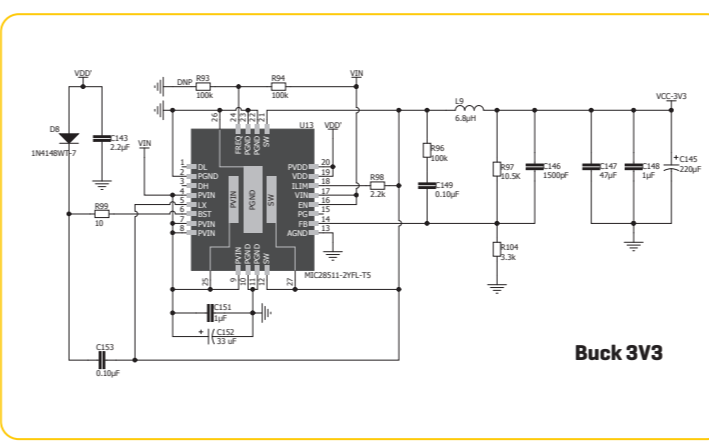 VDD'
DNP
R93
100k
R94
100k
VIN
D8
1N4148WT-7
C143
2.2µF
VIN
26
24
23
22
21
FREQ
PGND
PGND
SW
U13
VDD'
1
2
3
4
5
6
7
8
DL
PGND
DH
PVIN
LX
BST
PVIN
PVIN
PVIN
PGND
SW
PVDD
VDD
ILIM
VIN
EN
PG
FB
AGND
20
19
18
17
16
15
14
13
PVIN
PGND
PGND
SW
25
9
10
11
12
27
MIC28511-2YFL-T5
R99
10
R98
2.2k
R96
100k
C149
0.10µF
L9
6.8µH
R97
10.5K
C146
1500pF
C147
47µF
C148
1µF
VCC-3V3
+
C145
220µF
R104
3.3k
C151
1µF
+
C152
33 uF
C153
0.10µF
Buck 3V3